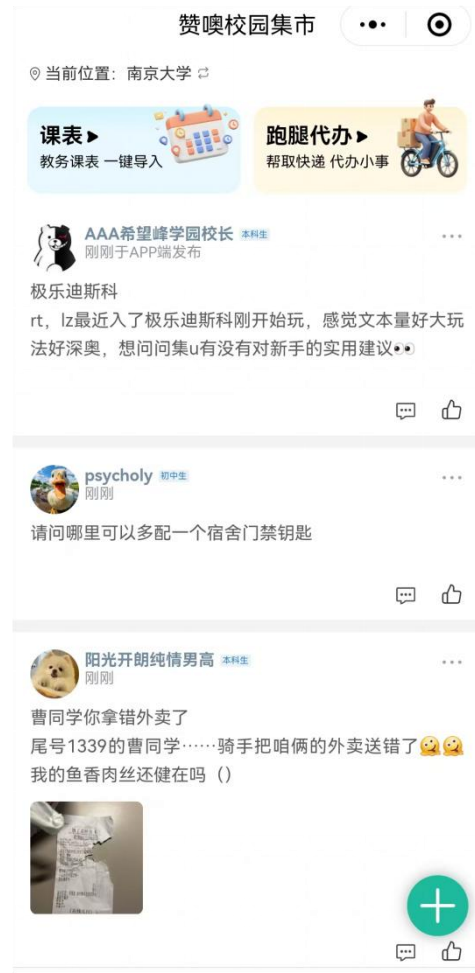 赞噢校园集市
当前位置：南京大学
课表
教务课表 一键导入
跑腿代办
帮取快递 代办小事
AAA希望峰学园校长 本科生
刚刚于APP端发布
极乐迪斯科
rt，lz最近入了极乐迪斯科刚开始玩，感觉文本量好大玩
法好深奥，想问问集u有没有对新手的实用建议👀
psycholy 初中生
刚刚
请问哪里可以多配一个宿舍门禁钥匙
阳光开朗纯情男高 本科生
刚刚
曹同学你拿错外卖了
尾号1339的曹同学……骑手把咱俩的外卖送错了🫠🫠
我的鱼香肉丝还健在吗（）